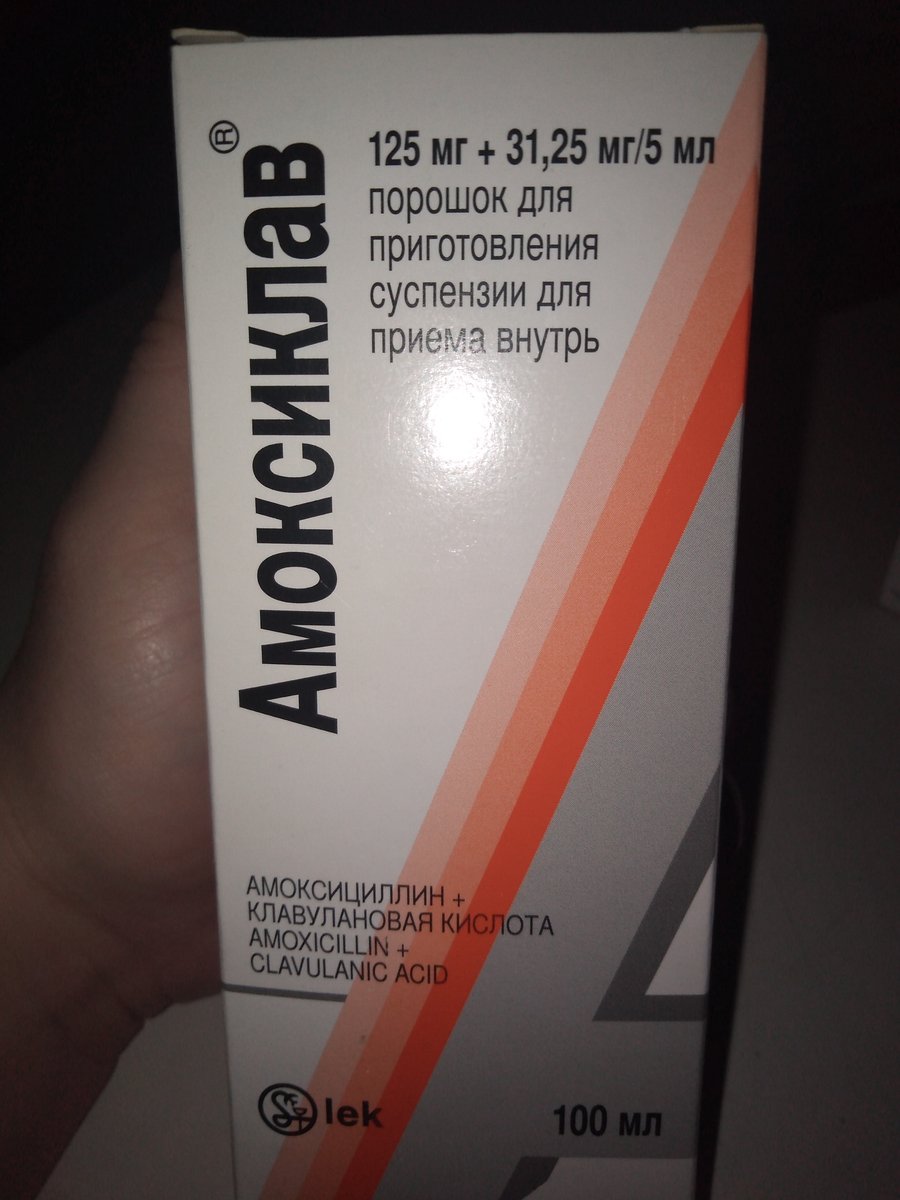 Амоксиклав®
125 мг + 31,25 мг/5 мл
порошок для
приготовления
суспензии для
приема внутрь
АМОКСИЦИЛЛИН +
КЛАВУЛАНОВАЯ КИСЛОТА
AMOXICILLIN +
CLAVULANIC ACID
lek
100 мл